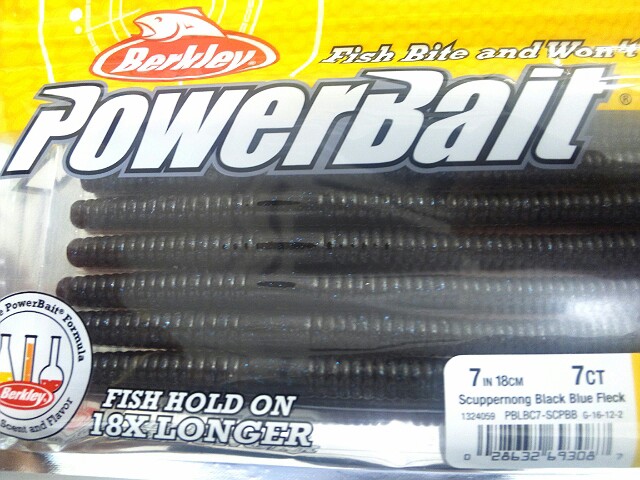 Berkley
Fish Bite and Won't
PowerBait®
e PowerBait® Formula
Berkley
Scent and Flavor
FISH HOLD ON
18X LONGER
7 IN 18CM 7CT
Scuppernong Black Blue Fleck
1324059 PBLBC7-SCPBB G-16-12-2
0 28632 69308 7